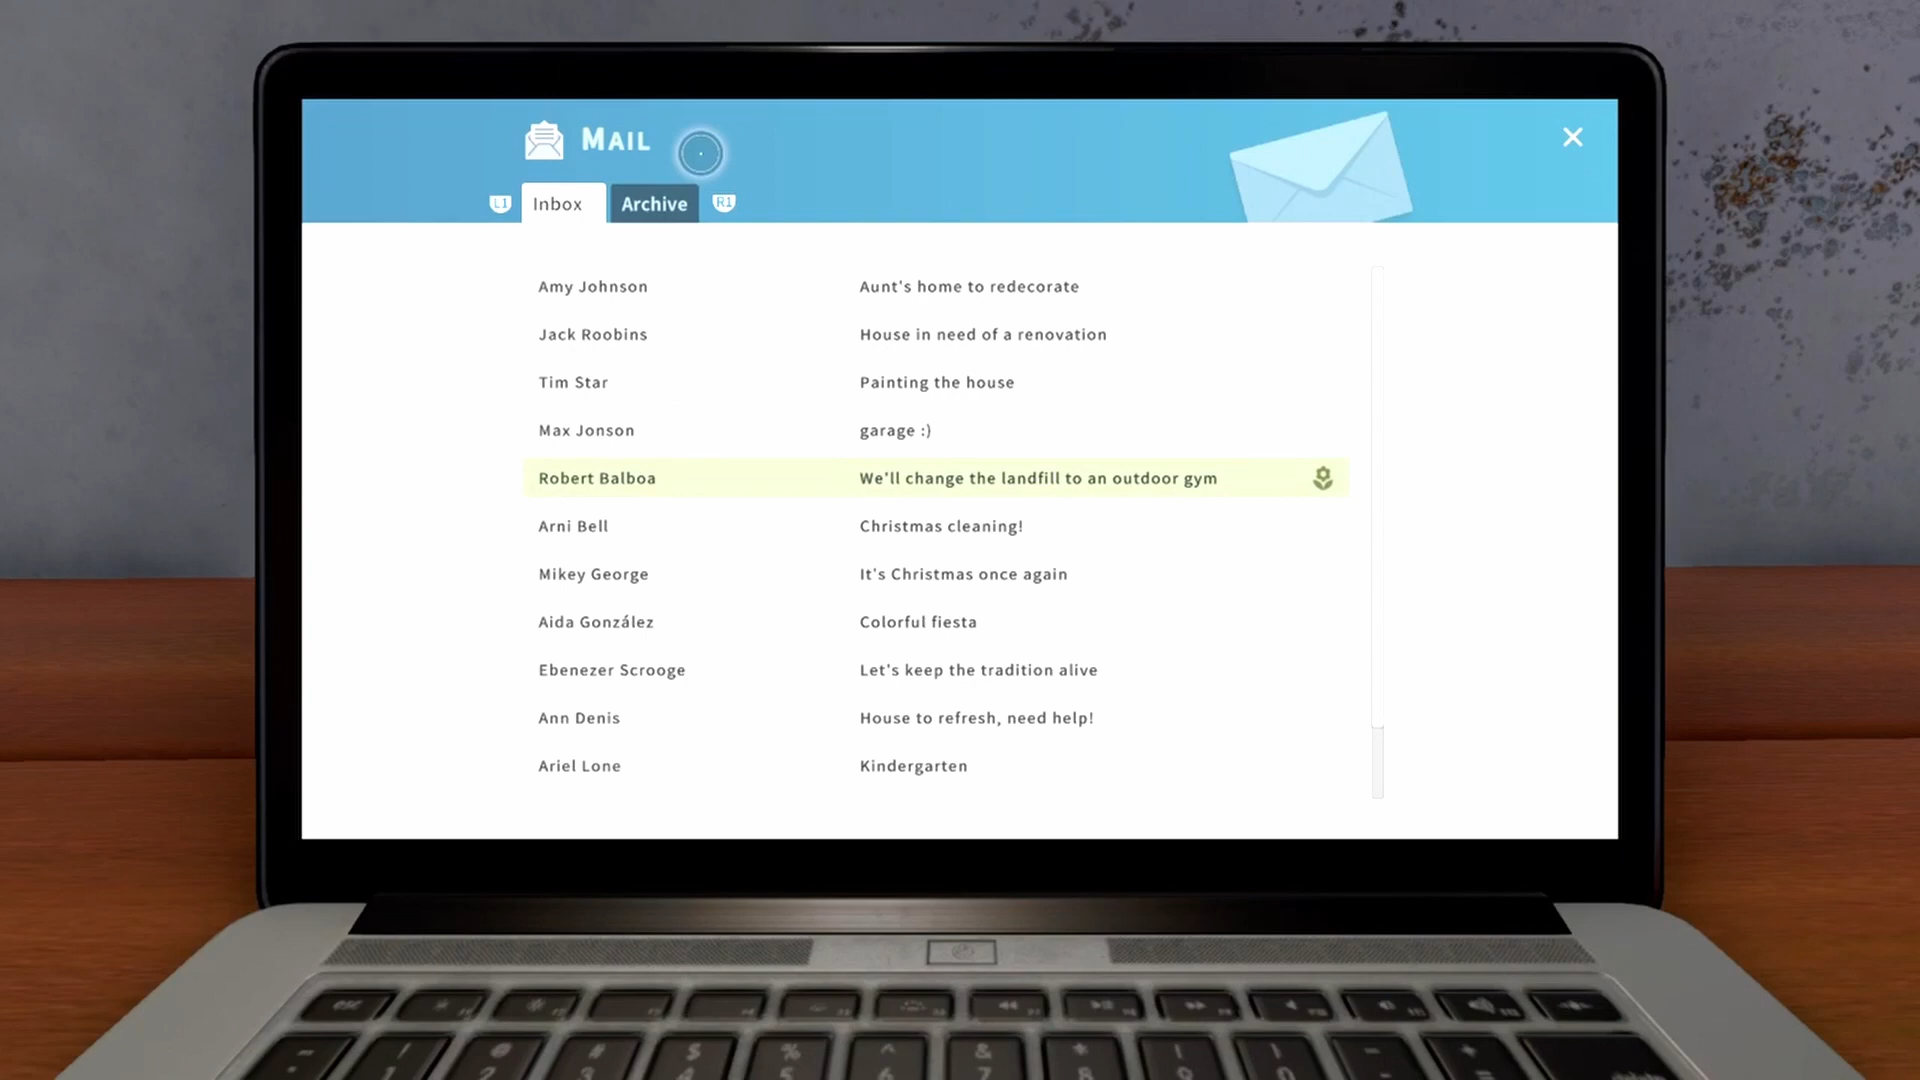 MAIL
L1 Inbox Archive R1
Amy Johnson Aunt's home to redecorate
Jack Roobins House in need of a renovation
Tim Star Painting the house
Max Jonson garage :)
Robert Balboa We'll change the landfill to an outdoor gym
Arni Bell Christmas cleaning!
Mikey George It's Christmas once again
Aida González Colorful fiesta
Ebenezer Scrooge Let's keep the tradition alive
Ann Denis House to refresh, need help!
Ariel Lone Kindergarten
esc